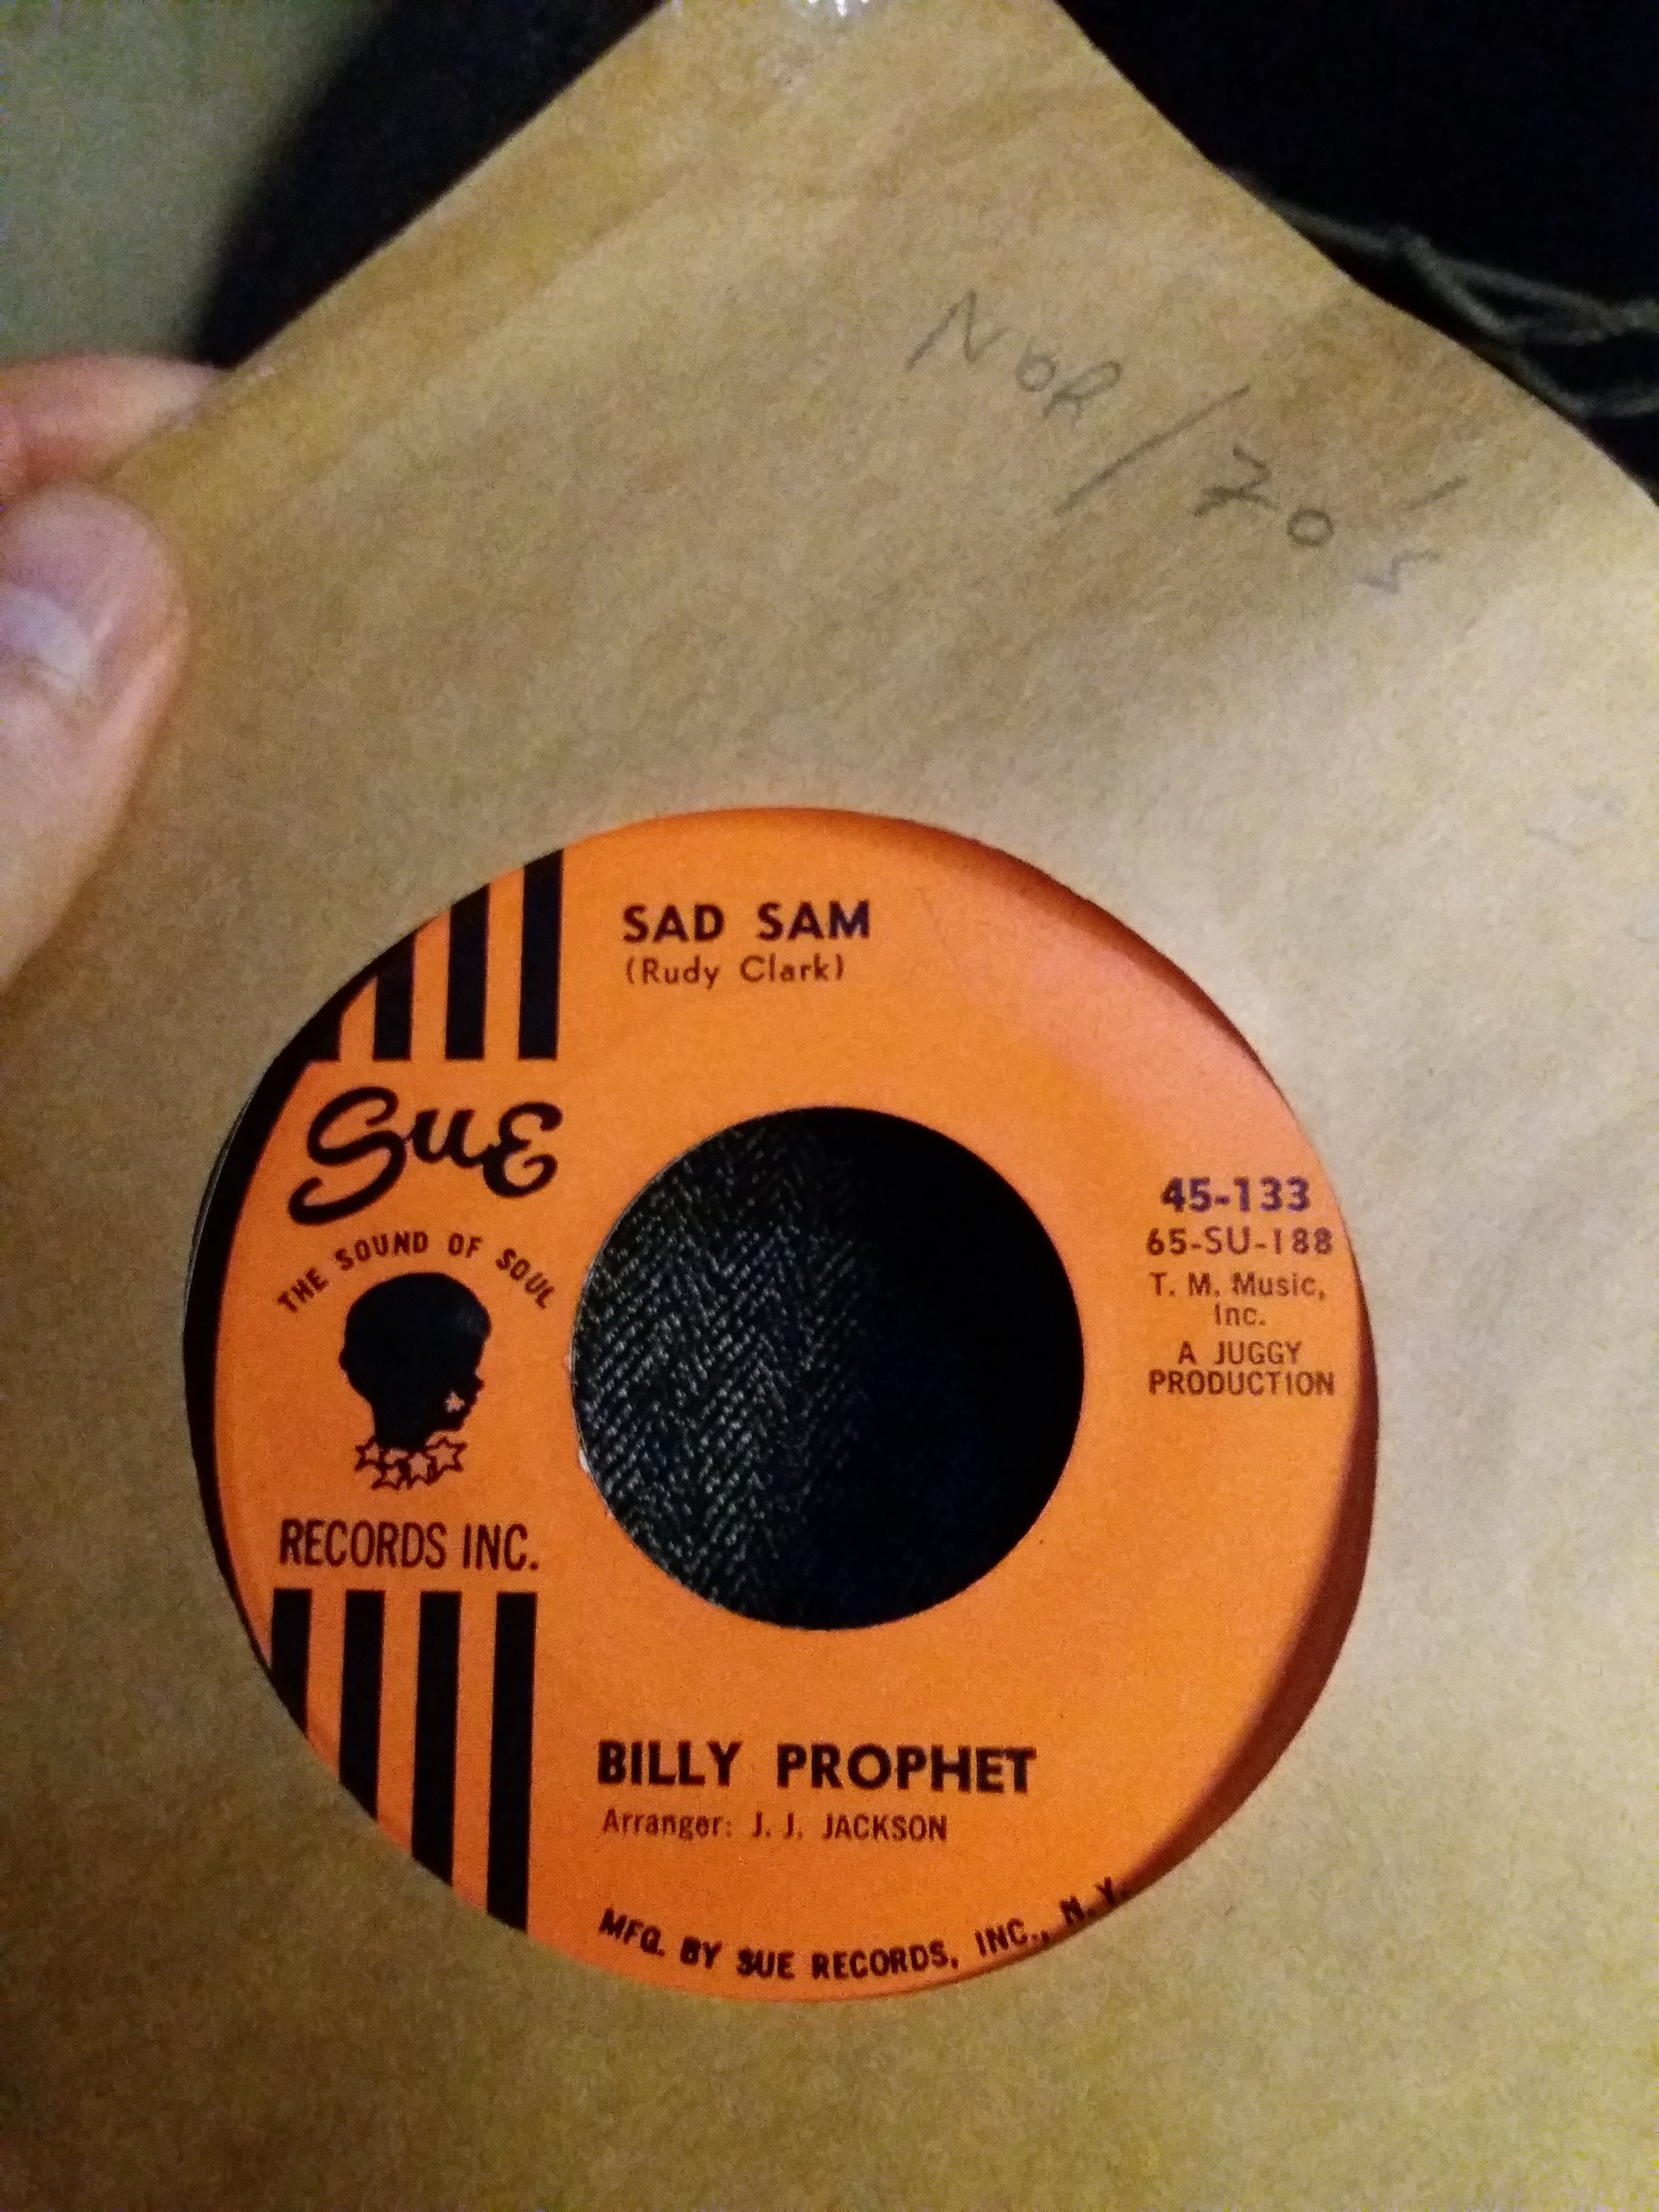 Nor/70's
SAD SAM
(Rudy Clark)
Sue
THE SOUND OF SOUL
RECORDS INC.
45-133
65-SU-188
T. M. Music,
Inc.
A JUGGY
PRODUCTION
BILLY PROPHET
Arranger: J. J. JACKSON
MFG. BY SUE RECORDS, INC., N.Y.